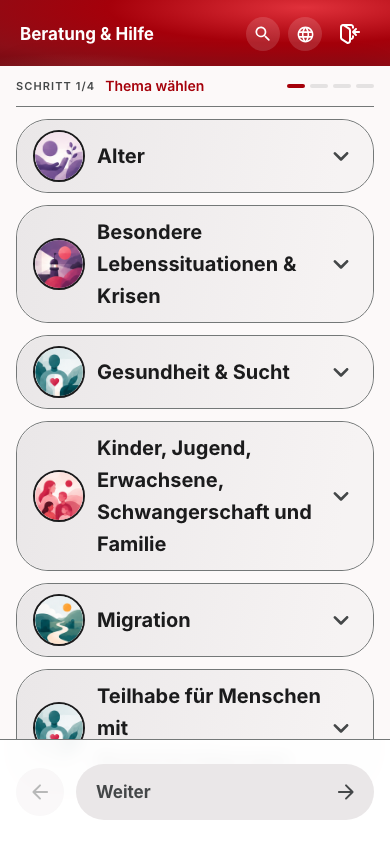 Beratung & Hilfe
SCHRITT 1/4 Thema wählen
Alter
Besondere
Lebenssituationen &
Krisen
Gesundheit & Sucht
Kinder, Jugend,
Erwachsene,
Schwangerschaft und
Familie
Migration
Teilhabe für Menschen
mit
Weiter